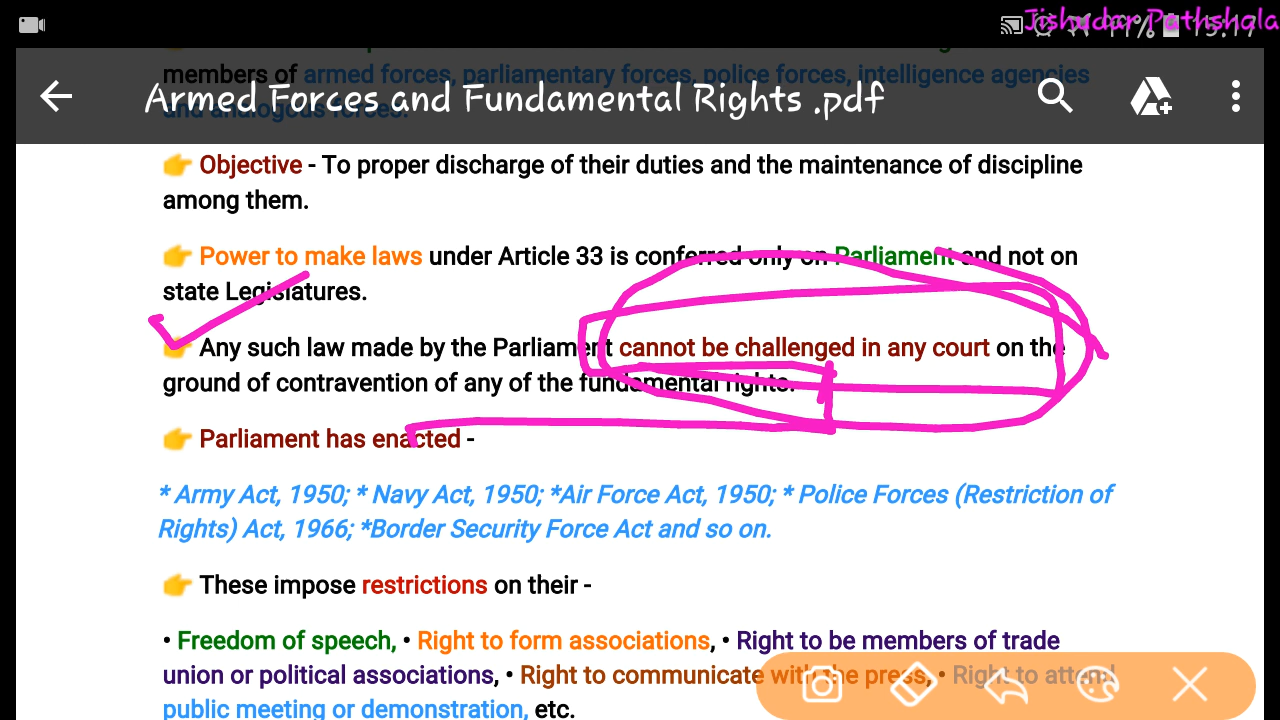 Jishudar Pathshala
15:17
members of armed forces, parliamentary forces, police forces, intelligence agencies
and analogous forces.
Armed Forces and Fundamental Rights .pdf
👉 Objective - To proper discharge of their duties and the maintenance of discipline
among them.
👉 Power to make laws under Article 33 is conferred only on Parliament and not on
state Legislatures.
👉 Any such law made by the Parliament cannot be challenged in any court on the
ground of contravention of any of the fundamental rights.
👉 Parliament has enacted -
* Army Act, 1950; * Navy Act, 1950; *Air Force Act, 1950; * Police Forces (Restriction of
Rights) Act, 1966; *Border Security Force Act and so on.
👉 These impose restrictions on their -
• Freedom of speech, • Right to form associations, • Right to be members of trade
union or political associations, • Right to communicate with the press, • Right to attend
public meeting or demonstration, etc.